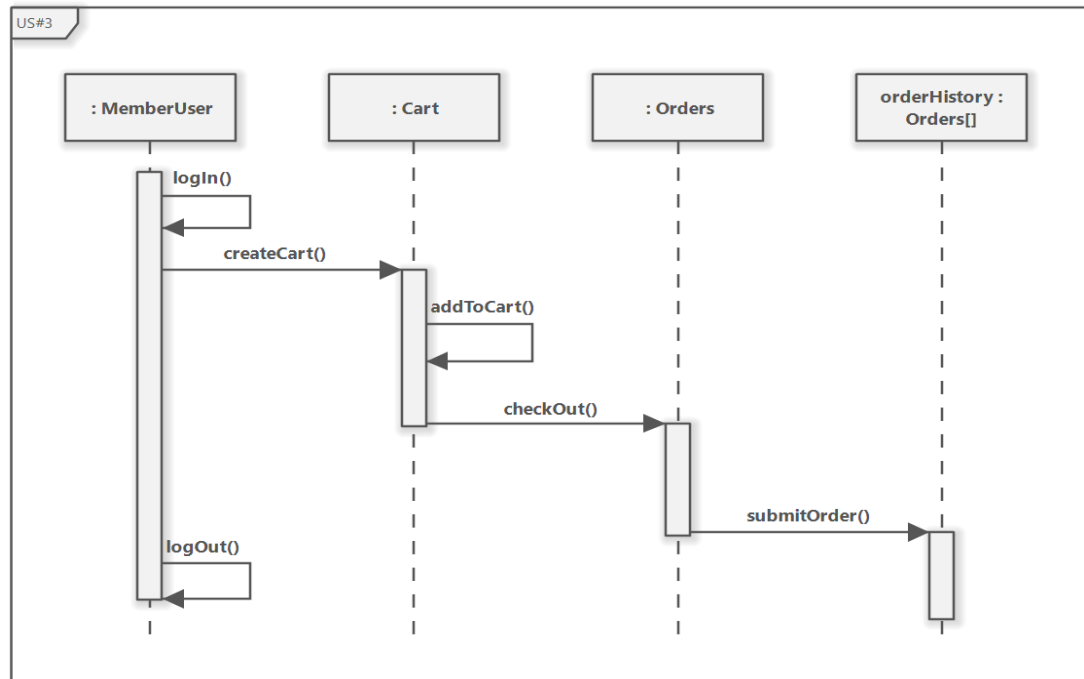 US#3
: MemberUser
: Cart
: Orders
orderHistory :
Orders[]
logIn()
createCart()
addToCart()
checkOut()
submitOrder()
logOut()